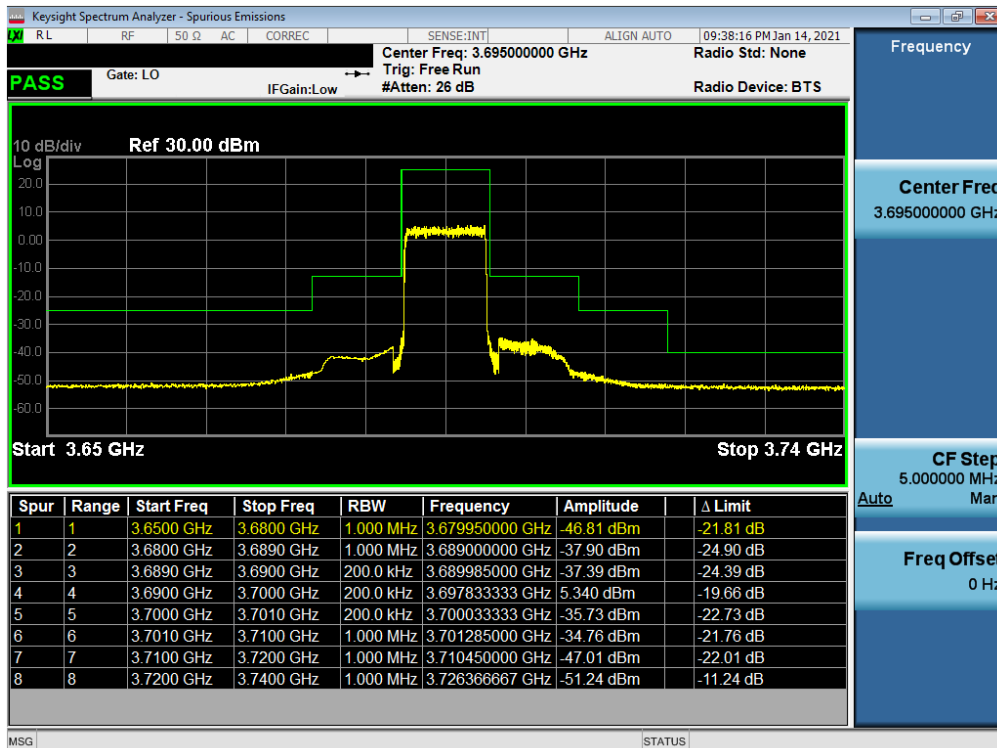 Keysight Spectrum Analyzer - Spurious Emissions
LXI RL RF 50 Ω AC CORREC SENSE:INT ALIGN AUTO 09:38:16 PM Jan 14, 2021
Center Freq: 3.695000000 GHz Radio Std: None
PASS Gate: LO Trig: Free Run
IFGain:Low #Atten: 26 dB Radio Device: BTS
10 dB/div Ref 30.00 dBm
Log
20.0
10.0
0.00
-10.0
-20.0
-30.0
-40.0
-50.0
-60.0
Start 3.65 GHz Stop 3.74 GHz
Spur Range Start Freq Stop Freq RBW Frequency Amplitude Δ Limit
1 1 3.6500 GHz 3.6800 GHz 1.000 MHz 3.679950000 GHz -46.81 dBm -21.81 dB
2 2 3.6800 GHz 3.6890 GHz 1.000 MHz 3.689000000 GHz -37.90 dBm -24.90 dB
3 3 3.6890 GHz 3.6900 GHz 200.0 kHz 3.689985000 GHz -37.39 dBm -24.39 dB
4 4 3.6900 GHz 3.7000 GHz 200.0 kHz 3.697833333 GHz 5.340 dBm -19.66 dB
5 5 3.7000 GHz 3.7010 GHz 200.0 kHz 3.700033333 GHz -35.73 dBm -22.73 dB
6 6 3.7010 GHz 3.7100 GHz 1.000 MHz 3.701285000 GHz -34.76 dBm -21.76 dB
7 7 3.7100 GHz 3.7200 GHz 1.000 MHz 3.710450000 GHz -47.01 dBm -22.01 dB
8 8 3.7200 GHz 3.7400 GHz 1.000 MHz 3.726366667 GHz -51.24 dBm -11.24 dB
MSG STATUS
Frequency
Center Freq
3.695000000 GHz
CF Step
5.000000 MHz
Auto Man
Freq Offset
0 Hz